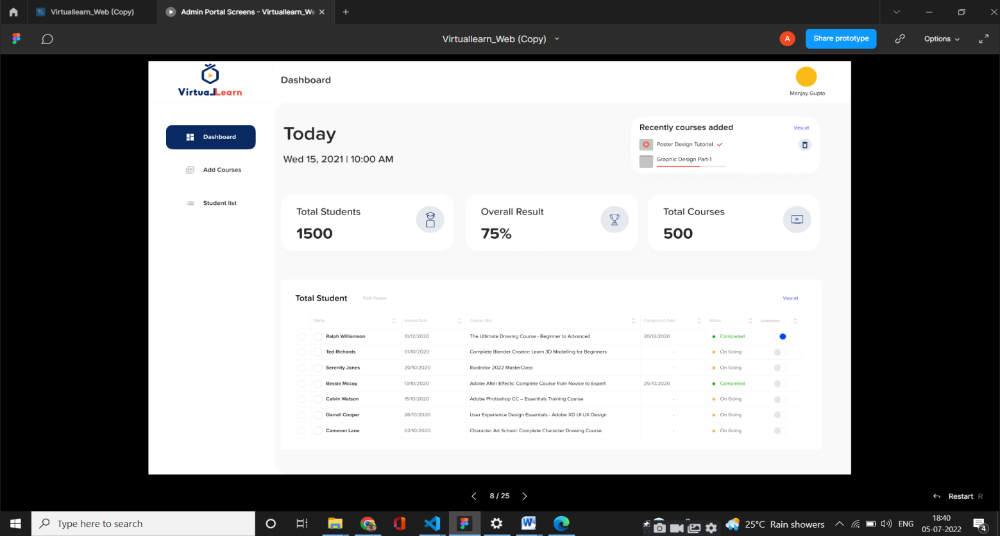 Virtuallearn_Web (Copy)
Admin Portal Screens - Virtuallearn_We
Virtuallearn_Web (Copy)
A
Share prototype
Options
VirtuaLLearn
Dashboard
Manjay Gupta
Dashboard
Add Courses
Student list
Today
Wed 15, 2021 | 10:00 AM
Recently courses added
View all
Poster Design Tutorial
Graphic Design Part-1
Total Students
1500
Overall Result
75%
Total Courses
500
Total Student 1500 People View all
Name Joined Date Course title Completed Date Status Subscribe
Ralph Williamson 10/12/2020 The Ultimate Drawing Course - Beginner to Advanced 20/12/2020 Completed
Ted Richards 01/10/2020 Complete Blender Creator: Learn 3D Modelling for Beginners - On Going
Serenity Jones 20/10/2020 Illustrator 2022 MasterClass - On Going
Bessie Mccoy 13/10/2020 Adobe After Effects: Complete Course from Novice to Expert 25/10/2020 Completed
Calvin Watson 15/10/2020 Adobe Photoshop CC – Essentials Training Course - On Going
Darrell Cooper 26/10/2020 User Experience Design Essentials - Adobe XD UI UX Design - On Going
Cameron Lane 02/10/2020 Character Art School: Complete Character Drawing Course - On Going
8 / 25
Restart R
Type here to search
25°C Rain showers
ENG
18:40
05-07-2022
4